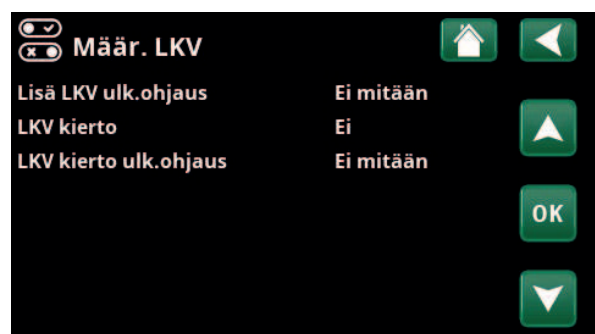 Määr. LKV
Lisä LKV ulk.ohjaus Ei mitään
LKV kierto Ei
LKV kierto ulk.ohjaus Ei mitään
OK